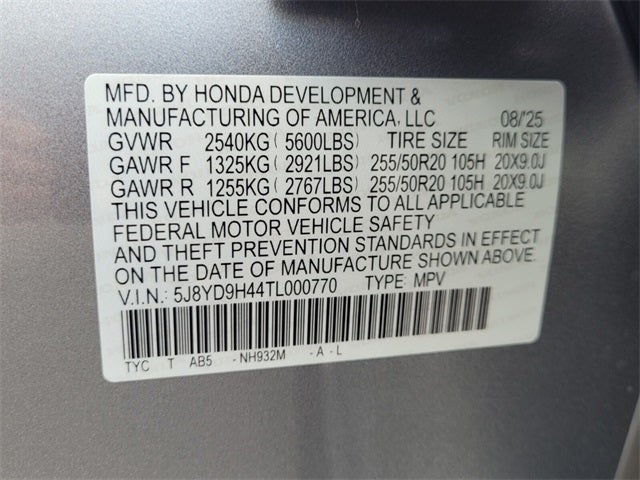 MFD. BY HONDA DEVELOPMENT &
MANUFACTURING OF AMERICA, LLC 08/'25
GVWR 2540KG ( 5600LBS) TIRE SIZE RIM SIZE
GAWR F 1325KG ( 2921LBS) 255/50R20 105H 20X9.0J
GAWR R 1255KG ( 2767LBS) 255/50R20 105H 20X9.0J
THIS VEHICLE CONFORMS TO ALL APPLICABLE
FEDERAL MOTOR VEHICLE SAFETY
AND THEFT PREVENTION STANDARDS IN EFFECT
ON THE DATE OF MANUFACTURE SHOWN ABOVE.
V.I.N.: 5J8YD9H44TL000770 TYPE MPV
TYC T AB5 -NH932M -A-L